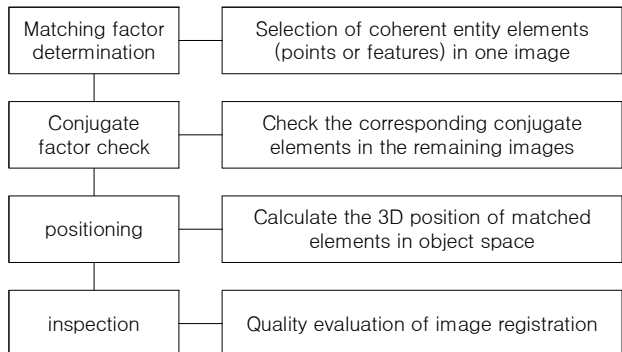 Matching factor
determination
Selection of coherent entity elements
(points or features) in one image
Conjugate
factor check
Check the corresponding conjugate
elements in the remaining images
positioning
Calculate the 3D position of matched
elements in object space
inspection
Quality evaluation of image registration